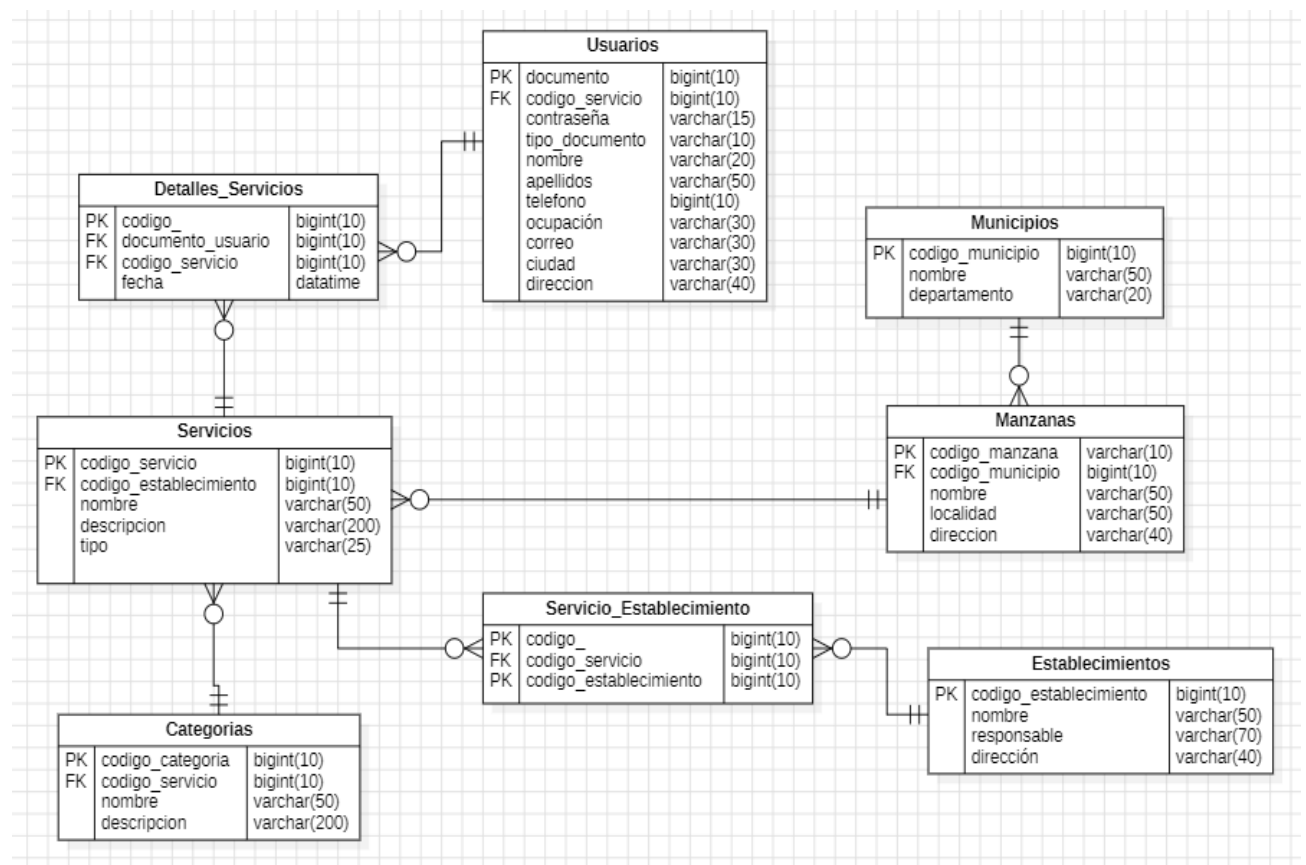 Usuarios
PK documento bigint(10)
FK codigo_servicio bigint(10)
contraseña varchar(15)
tipo_documento varchar(10)
nombre varchar(20)
apellidos varchar(50)
telefono bigint(10)
ocupación varchar(30)
correo varchar(30)
ciudad varchar(30)
direccion varchar(40)
Detalles_Servicios
PK codigo_ bigint(10)
FK documento_usuario bigint(10)
FK codigo_servicio bigint(10)
fecha datatime
Municipios
PK codigo_municipio bigint(10)
nombre varchar(50)
departamento varchar(20)
Servicios
PK codigo_servicio bigint(10)
FK codigo_establecimiento bigint(10)
nombre varchar(50)
descripcion varchar(200)
tipo varchar(25)
Manzanas
PK codigo_manzana varchar(10)
FK codigo_municipio bigint(10)
nombre varchar(50)
localidad varchar(50)
direccion varchar(40)
Servicio_Establecimiento
PK codigo_ bigint(10)
FK codigo_servicio bigint(10)
PK codigo_establecimiento bigint(10)
Establecimientos
PK codigo_establecimiento bigint(10)
nombre varchar(50)
responsable varchar(70)
dirección varchar(40)
Categorias
PK codigo_categoria bigint(10)
FK codigo_servicio bigint(10)
nombre varchar(50)
descripcion varchar(200)